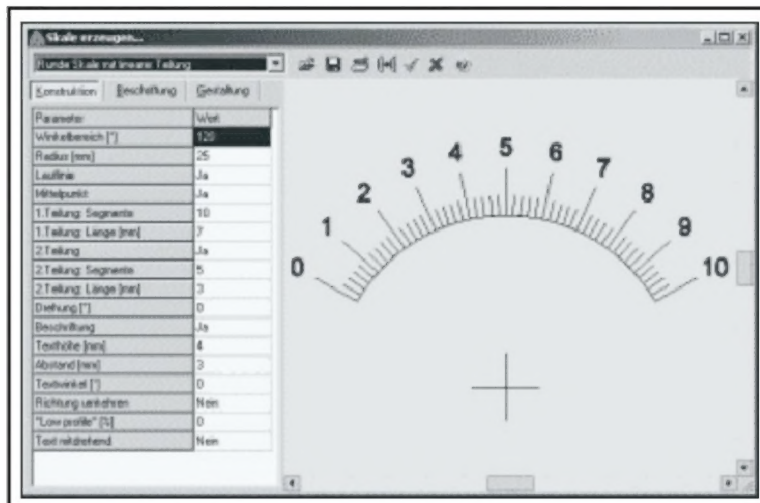 Skale erzeugen...
Runde Skale mit linearer Teilung
Konstruktion Beschriftung Gestaltung
Parameter Wert
Winkelbereich [°] 120
Radius [mm] 25
Lauflinie Ja
Mittelpunkt Ja
1.Teilung: Segmente 10
1.Teilung: Länge [mm] 7
2.Teilung Ja
2.Teilung: Segmente 5
2.Teilung: Länge [mm] 3
Drehung [°] 0
Beschriftung Ja
Texthöhe [mm] 4
Abstand [mm] 3
Textwinkel [°] 0
Richtung umkehren Nein
"Low profile" [%] 0
Text mitdrehend Nein
0 1 2 3 4 5 6 7 8 9 10